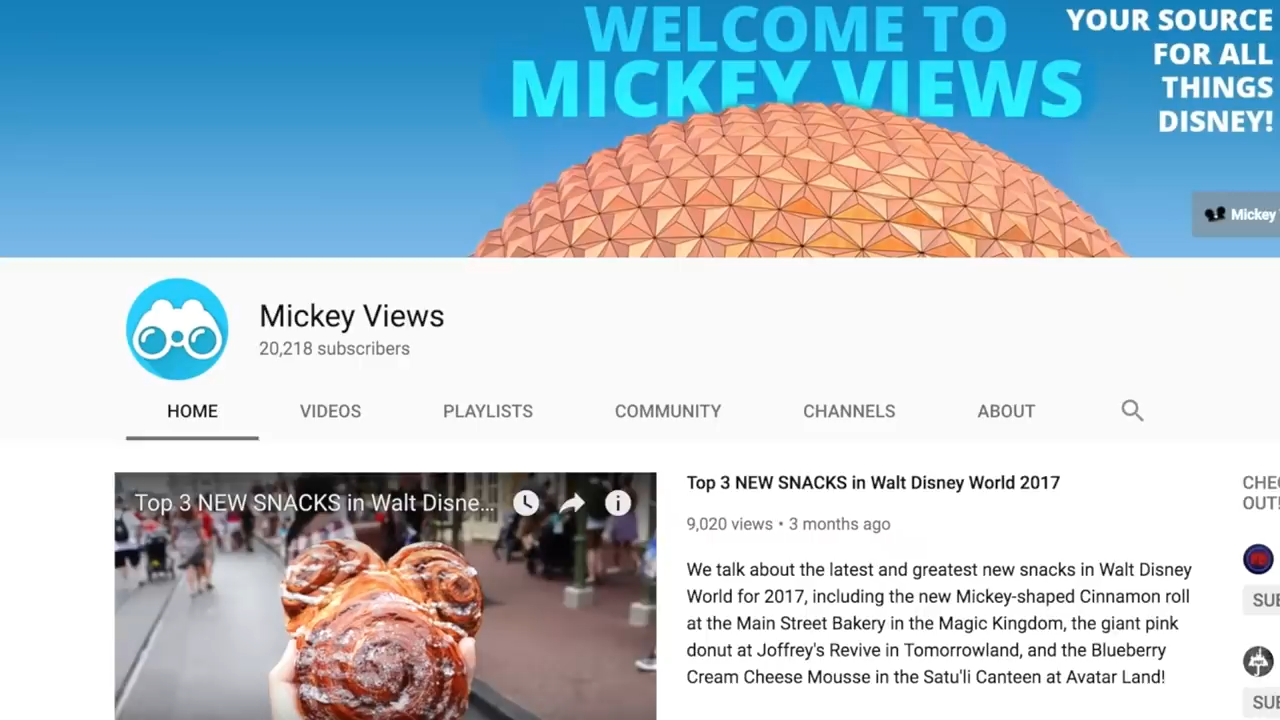 WELCOME TO
MICKEY VIEWS
YOUR SOURCE
FOR ALL
THINGS
DISNEY!
Mickey
Mickey Views
20,218 subscribers
HOME
VIDEOS
PLAYLISTS
COMMUNITY
CHANNELS
ABOUT
Top 3 NEW SNACKS in Walt Disne...
Top 3 NEW SNACKS in Walt Disney World 2017
9,020 views • 3 months ago
We talk about the latest and greatest new snacks in Walt Disney
World for 2017, including the new Mickey-shaped Cinnamon roll
at the Main Street Bakery in the Magic Kingdom, the giant pink
donut at Joffrey's Revive in Tomorrowland, and the Blueberry
Cream Cheese Mousse in the Satu'li Canteen at Avatar Land!
OUT!